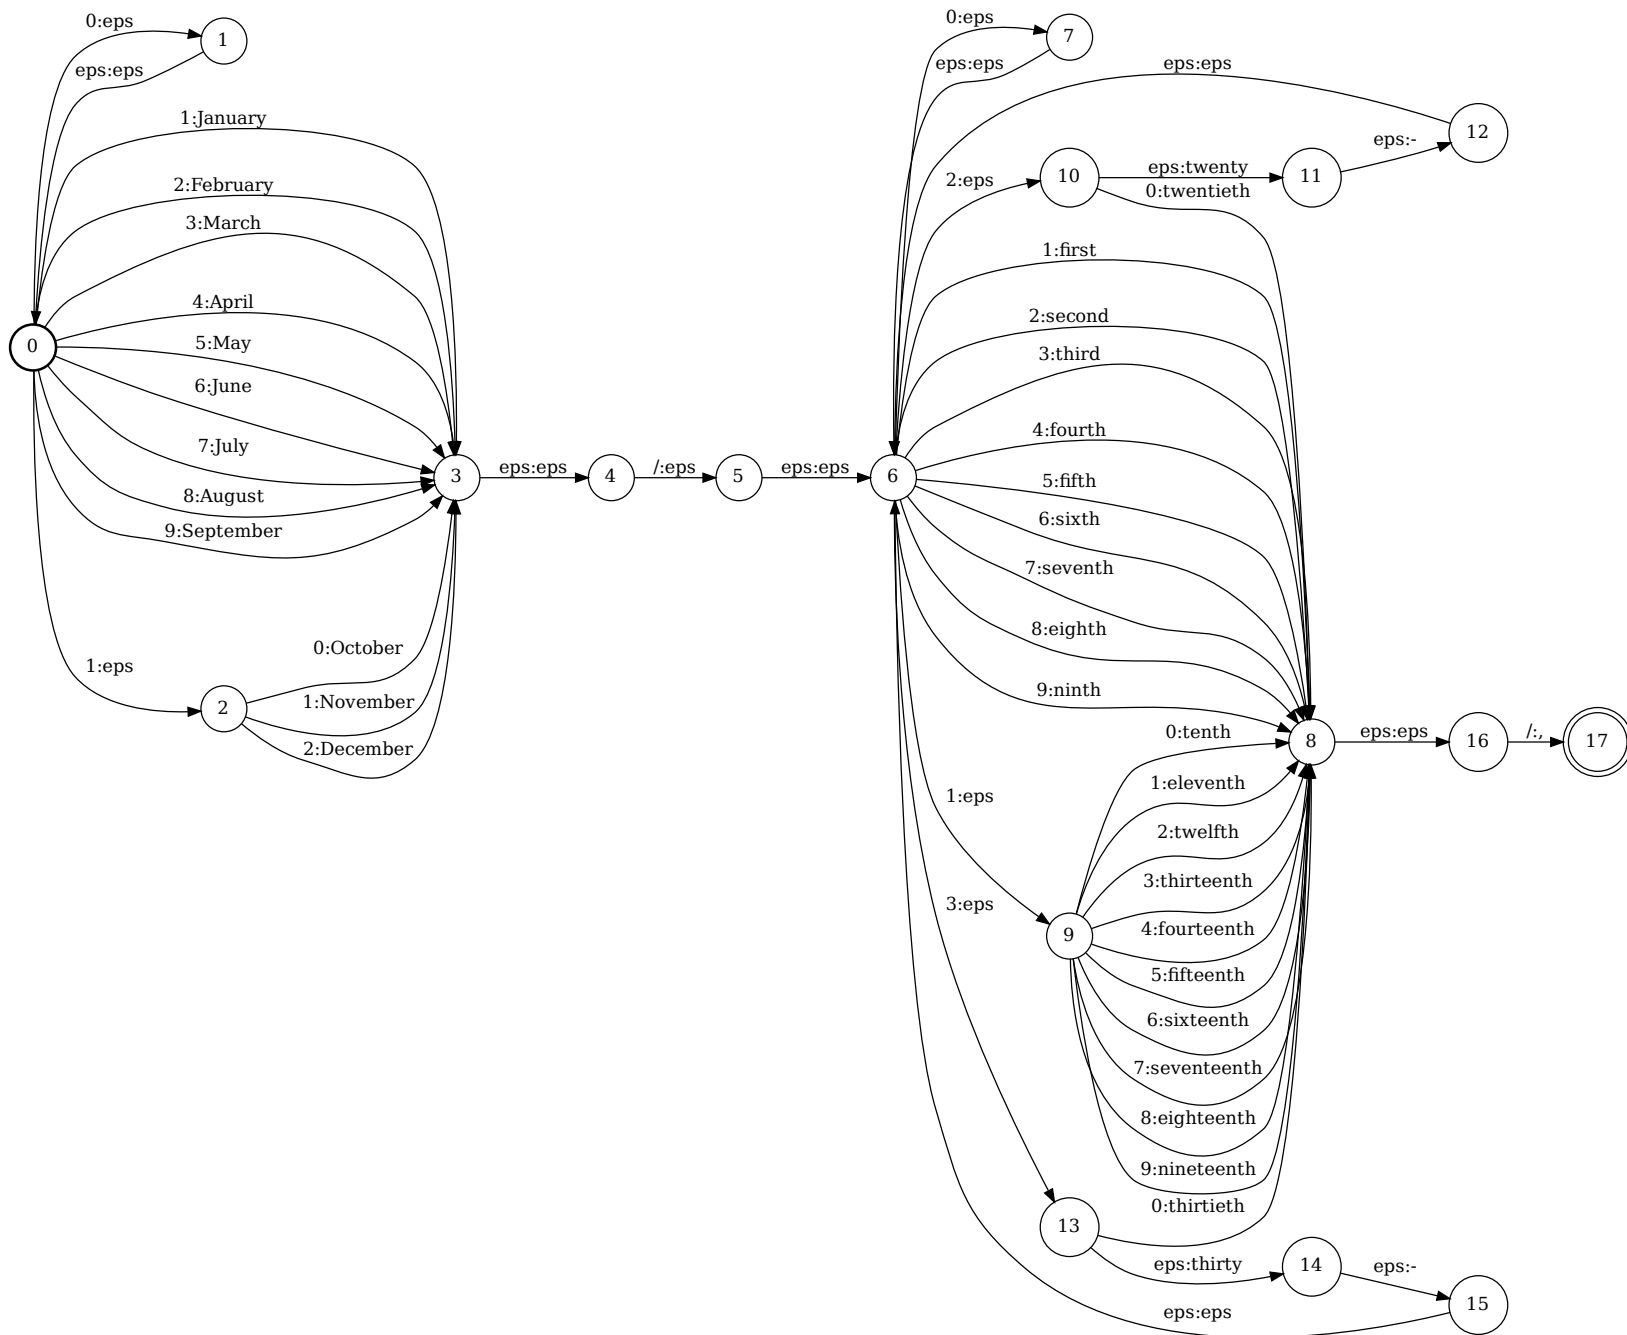 0:eps
1
eps:eps
1:January
2:February
3:March
4:April
0
5:May
6:June
7:July
8:August
9:September
3
eps:eps
4
/:eps
5
eps:eps
6
0:October
1:eps
2
1:November
2:December
0:eps
7
eps:eps
eps:eps
12
eps:-
2:eps
10
eps:twenty
11
0:twentieth
1:first
2:second
3:third
4:fourth
5:fifth
6:sixth
7:seventh
8:eighth
9:ninth
0:tenth
8
eps:eps
16
/:,
17
1:eps
1:eleventh
2:twelfth
3:thirteenth
3:eps
9
4:fourteenth
5:fifteenth
6:sixteenth
7:seventeenth
8:eighteenth
9:nineteenth
0:thirtieth
13
eps:thirty
14
eps:-
15
eps:eps